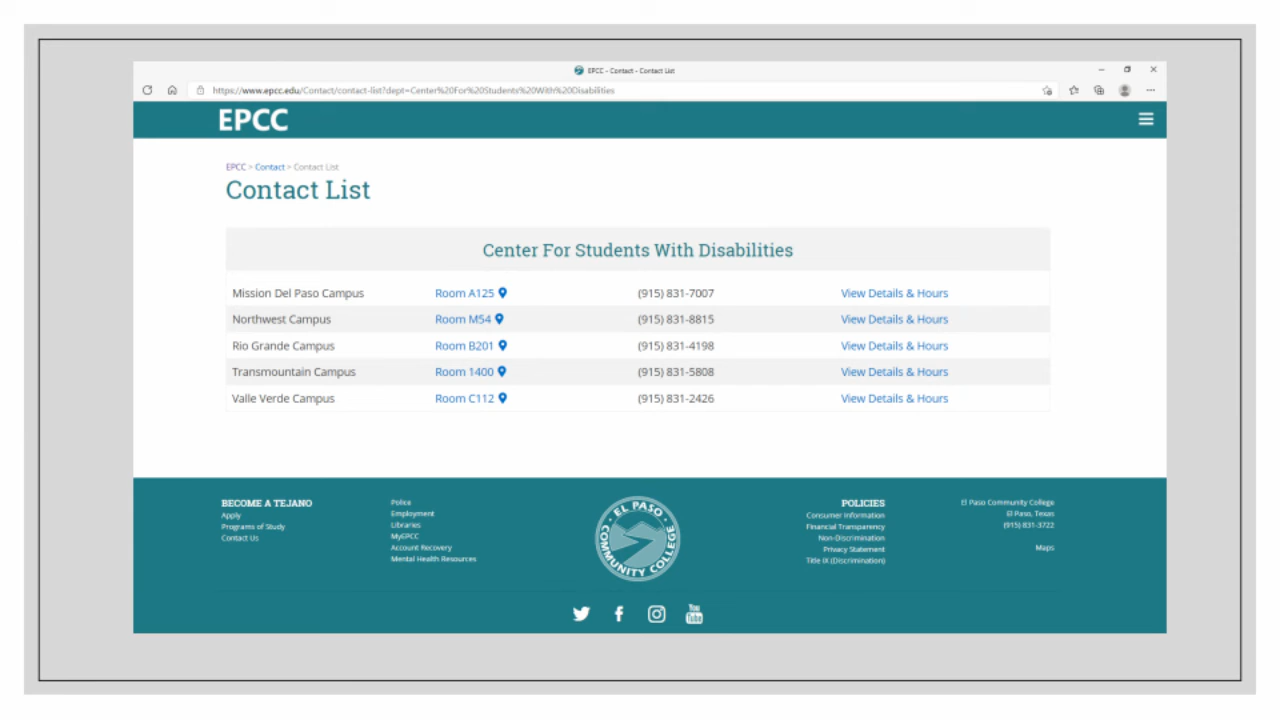 EPCC - Contact - Contact List
https://www.epcc.edu/Contact/contact-list?dept=Center%20For%20Students%20With%20Disabilities
EPCC
EPCC > Contact > Contact List
Contact List
Center For Students With Disabilities
Mission Del Paso Campus Room A125 (915) 831-7007 View Details & Hours
Northwest Campus Room M54 (915) 831-8815 View Details & Hours
Rio Grande Campus Room B201 (915) 831-4198 View Details & Hours
Transmountain Campus Room 1400 (915) 831-5808 View Details & Hours
Valle Verde Campus Room C112 (915) 831-2426 View Details & Hours
BECOME A TEJANO
Apply
Programs of Study
Contact Us
Police
Employment
Libraries
MyEPCC
Account Recovery
Mental Health Resources
EL PASO
COMMUNITY COLLEGE
POLICIES
Consumer Information
Financial Transparency
Non-Discrimination
Privacy Statement
Title IX (Discrimination)
El Paso Community College
El Paso, Texas
(915) 831-3722
Maps
You
Tube